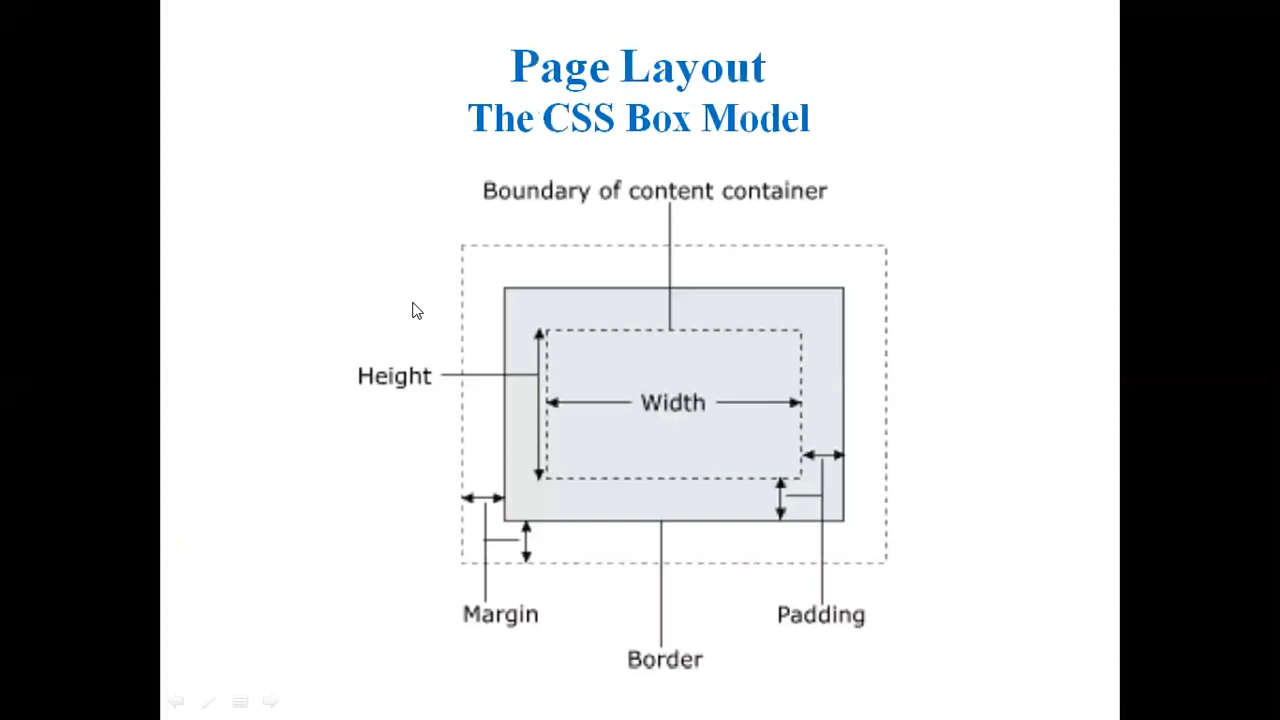 Page Layout
The CSS Box Model
Boundary of content container
Height
Width
Margin
Padding
Border